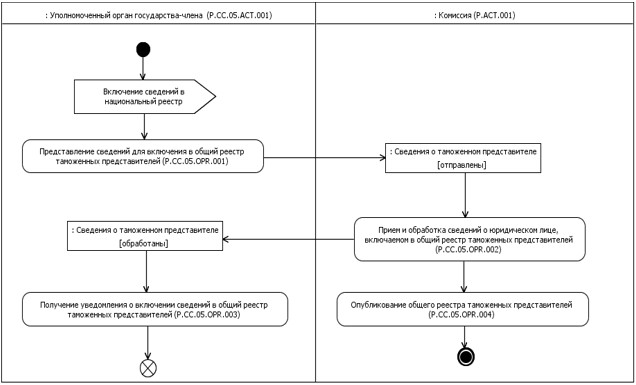 : Уполномоченный орган государства-члена (P.CC.05.ACT.001)
: Комиссия (P.ACT.001)
Включение сведений в
национальный реестр
Представление сведений для включения в общий реестр
таможенных представителей (P.CC.05.OPR.001)
: Сведения о таможенном представителе
[отправлены]
: Сведения о таможенном представителе
[обработаны]
Прием и обработка сведений о юридическом лице,
включаемом в общий реестр таможенных представителей
(P.CC.05.OPR.002)
Получение уведомления о включении сведений в общий реестр
таможенных представителей (P.CC.05.OPR.003)
Опубликование общего реестра таможенных представителей
(P.CC.05.OPR.004)